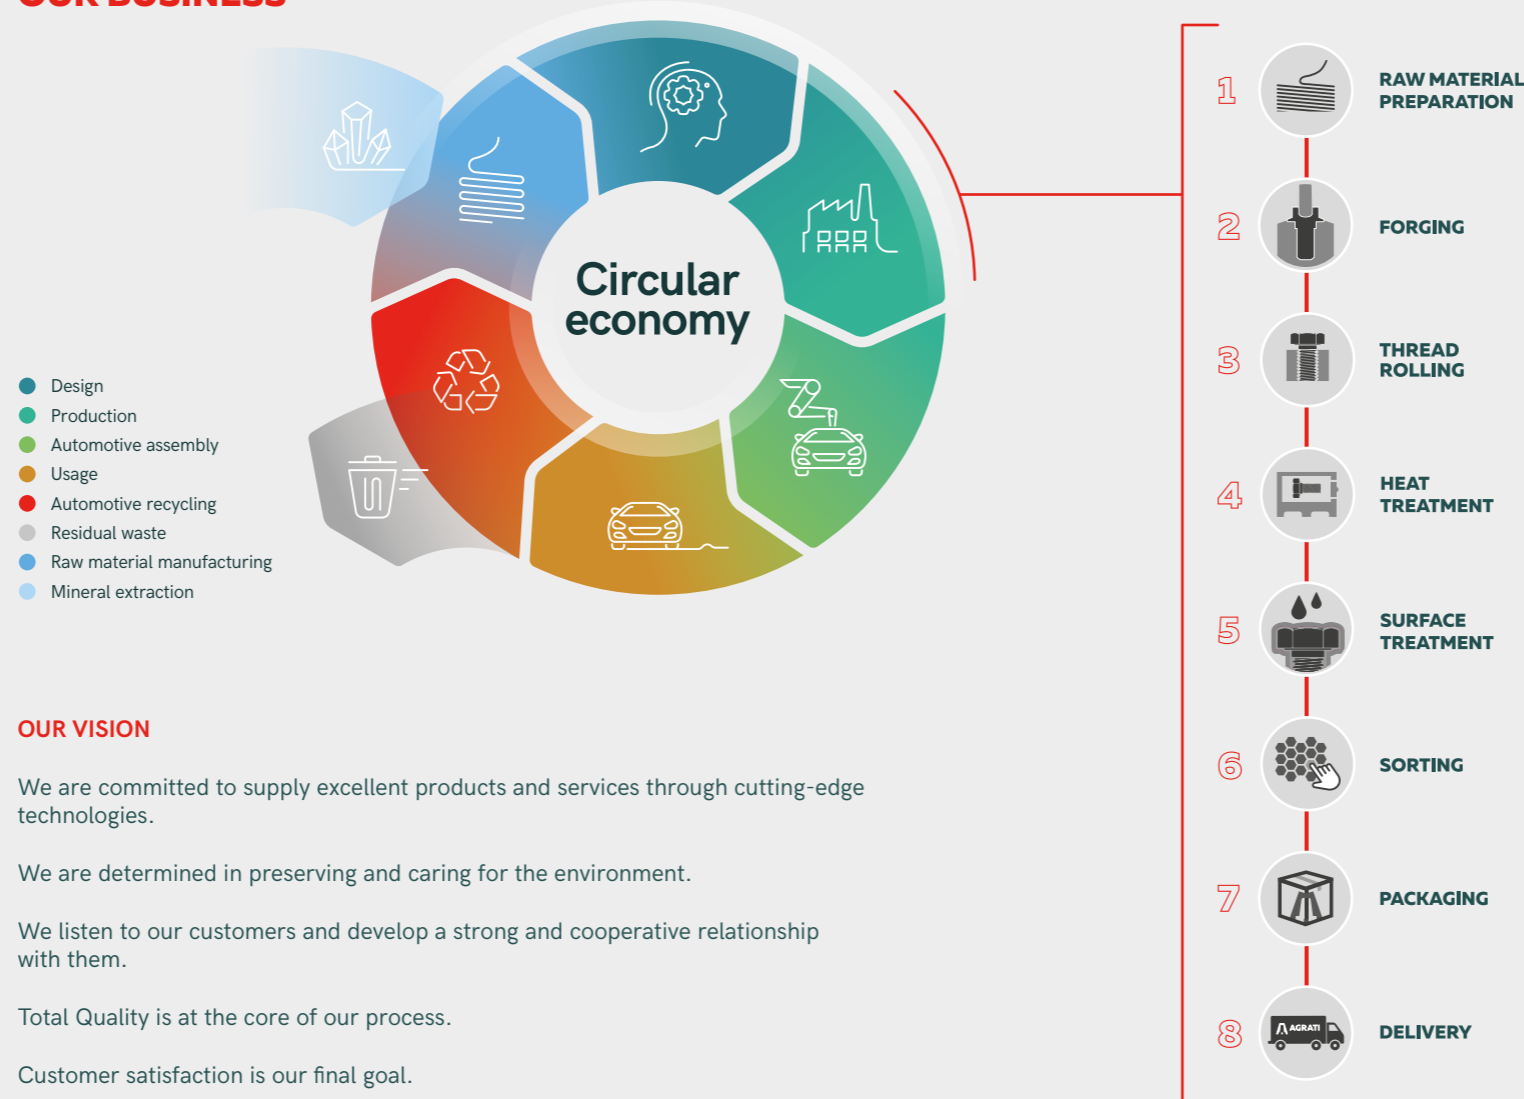 OUR BUSINESS
Circular
economy
Design
Production
Automotive assembly
Usage
Automotive recycling
Residual waste
Raw material manufacturing
Mineral extraction
OUR VISION
We are committed to supply excellent products and services through cutting-edge
technologies.
We are determined in preserving and caring for the environment.
We listen to our customers and develop a strong and cooperative relationship
with them.
Total Quality is at the core of our process.
Customer satisfaction is our final goal.
1
RAW MATERIAL
PREPARATION
2
FORGING
3
THREAD
ROLLING
4
HEAT
TREATMENT
5
SURFACE
TREATMENT
6
SORTING
7
PACKAGING
8
AGRATI
DELIVERY